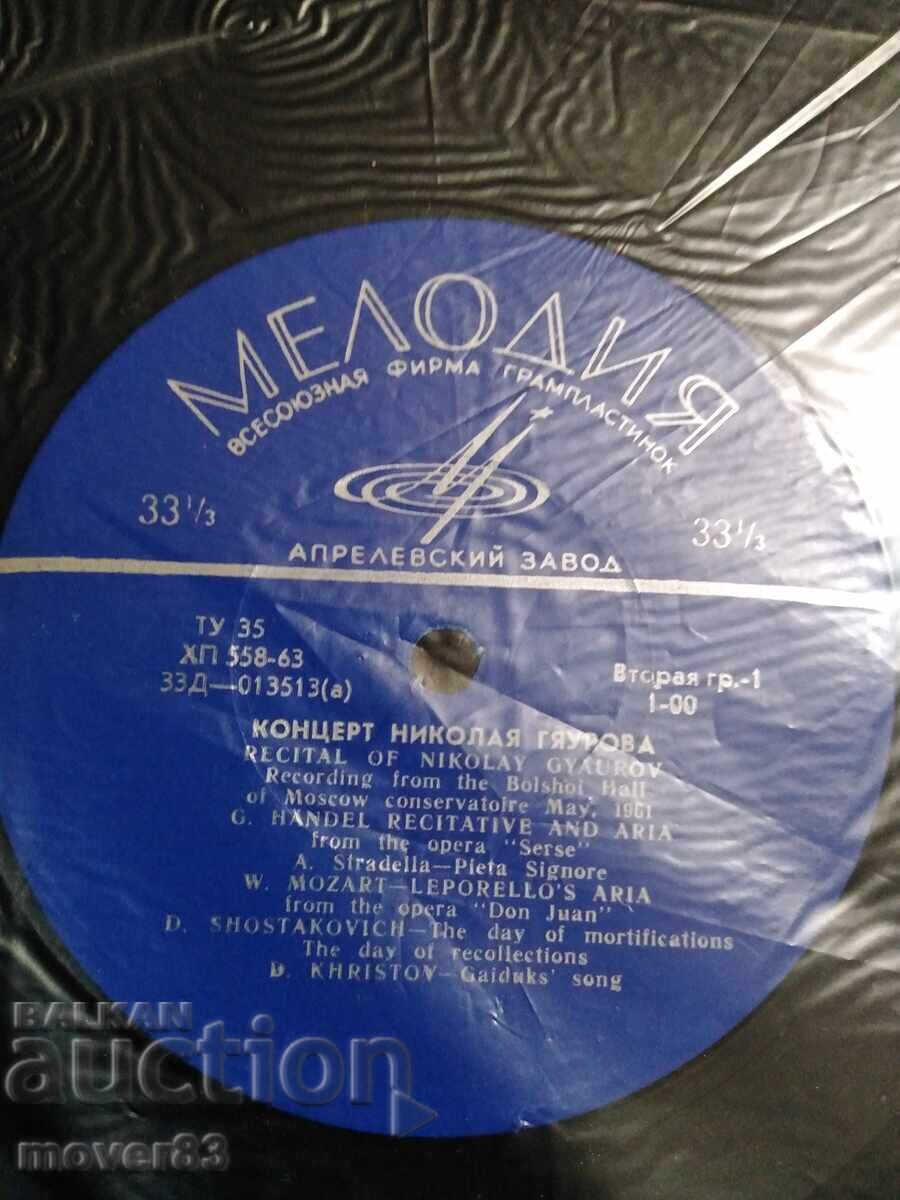 МЕЛОДИЯ
ВСЕСОЮЗНАЯ ФИРМА ГРАМПЛАСТИНОК
33 1/3
33 1/3
АПРЕЛЕВСКИЙ ЗАВОД
ТУ 35
ХП 558-63
33Д—013513(а)
Вторая гр.-1
1-00
КОНЦЕРТ НИКОЛАЯ ГЯУРОВА
RECITAL OF NIKOLAY GYAUROV
Recording from the Bolshoi Hall
of Moscow conservatoire May, 1961
G. HANDEL RECITATIVE AND ARIA
from the opera "Serse"
A. Stradella—Pieta Signore
W. MOZART—LEPORELLO'S ARIA
from the opera "Don Juan"
D. SHOSTAKOVICH—The day of mortifications
The day of recollections
D. KHRISTOV—Gaiduks' song
BALKAN
auction
mover83